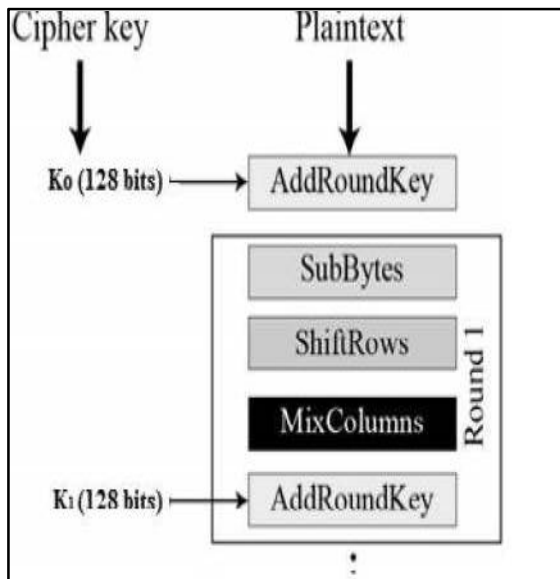 Cipher key
Plaintext
K0 (128 bits)
AddRoundKey
SubBytes
ShiftRows
MixColumns
Round 1
K1 (128 bits)
AddRoundKey